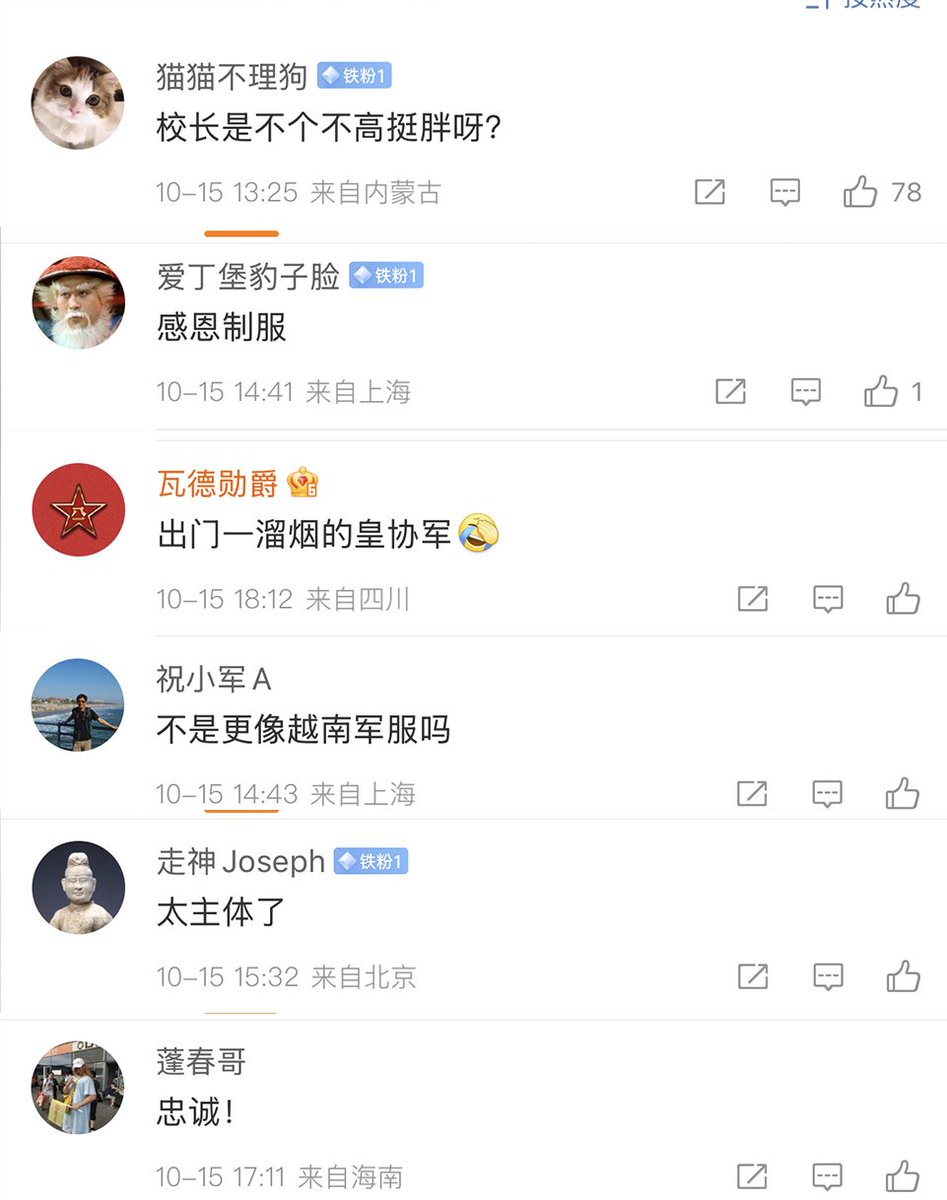 猫猫不理狗 铁粉1
校长是不个不高挺胖呀?
10-15 13:25 来自内蒙古 78
爱丁堡豹子脸 铁粉1
感恩制服
10-15 14:41 来自上海 1
瓦德勋爵
出门一溜烟的皇协军
10-15 18:12 来自四川
祝小军A
不是更像越南军服吗
10-15 14:43 来自上海
走神Joseph 铁粉1
太主体了
10-15 15:32 来自北京
蓬春哥
忠诚!
10-15 17:11 来自海南